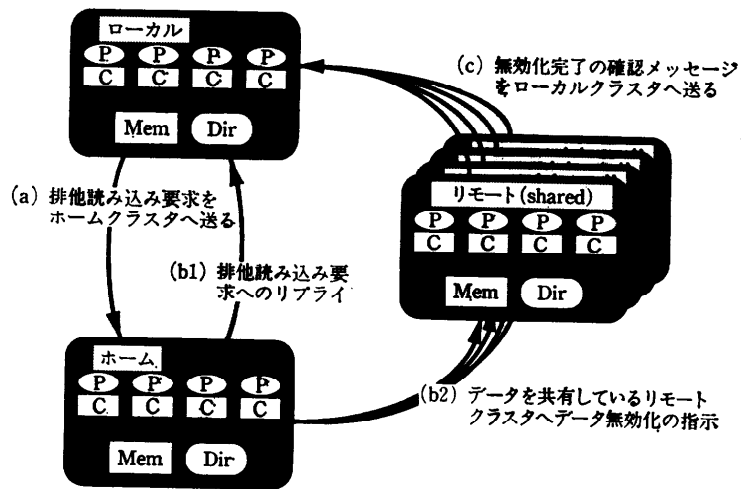 ローカル
P P P P
C C C C
Mem Dir
(a) 排他読み込み要求を
ホームクラスタへ送る
(b1) 排他読み込み要
求へのリプライ
ホーム
P P P P
C C C C
Mem Dir
(c) 無効化完了の確認メッセージ
をローカルクラスタへ送る
リモート(shared)
P P P P
C C C C
Mem Dir
(b2) データを共有しているリモート
クラスタへデータ無効化の指示